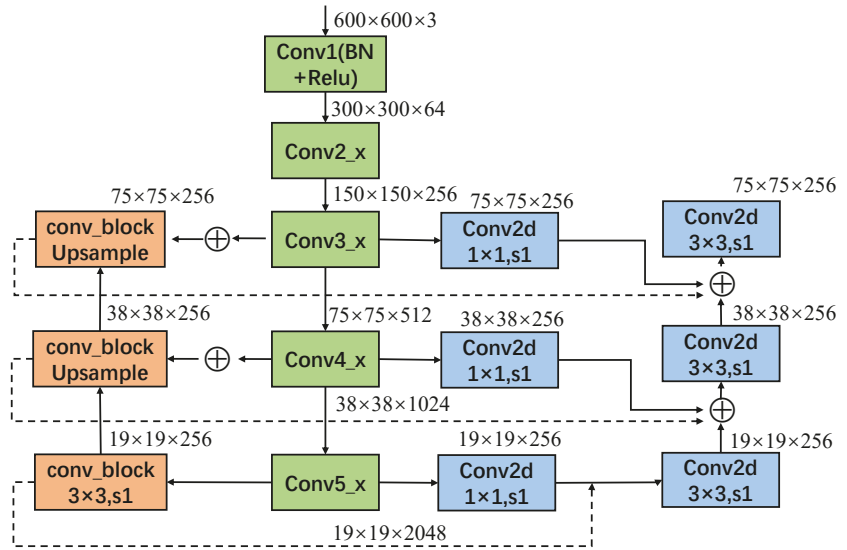 600×600×3
Conv1(BN
+Relu)
300×300×64
Conv2_x
150×150×256
75×75×256
conv_block
Upsample
Conv3_x
75×75×256
Conv2d
1×1,s1
75×75×256
Conv2d
3×3,s1
38×38×256
75×75×512
38×38×256
38×38×256
conv_block
Upsample
Conv4_x
Conv2d
1×1,s1
Conv2d
3×3,s1
38×38×1024
19×19×256
19×19×256
19×19×256
conv_block
3×3,s1
Conv5_x
Conv2d
1×1,s1
Conv2d
3×3,s1
19×19×2048